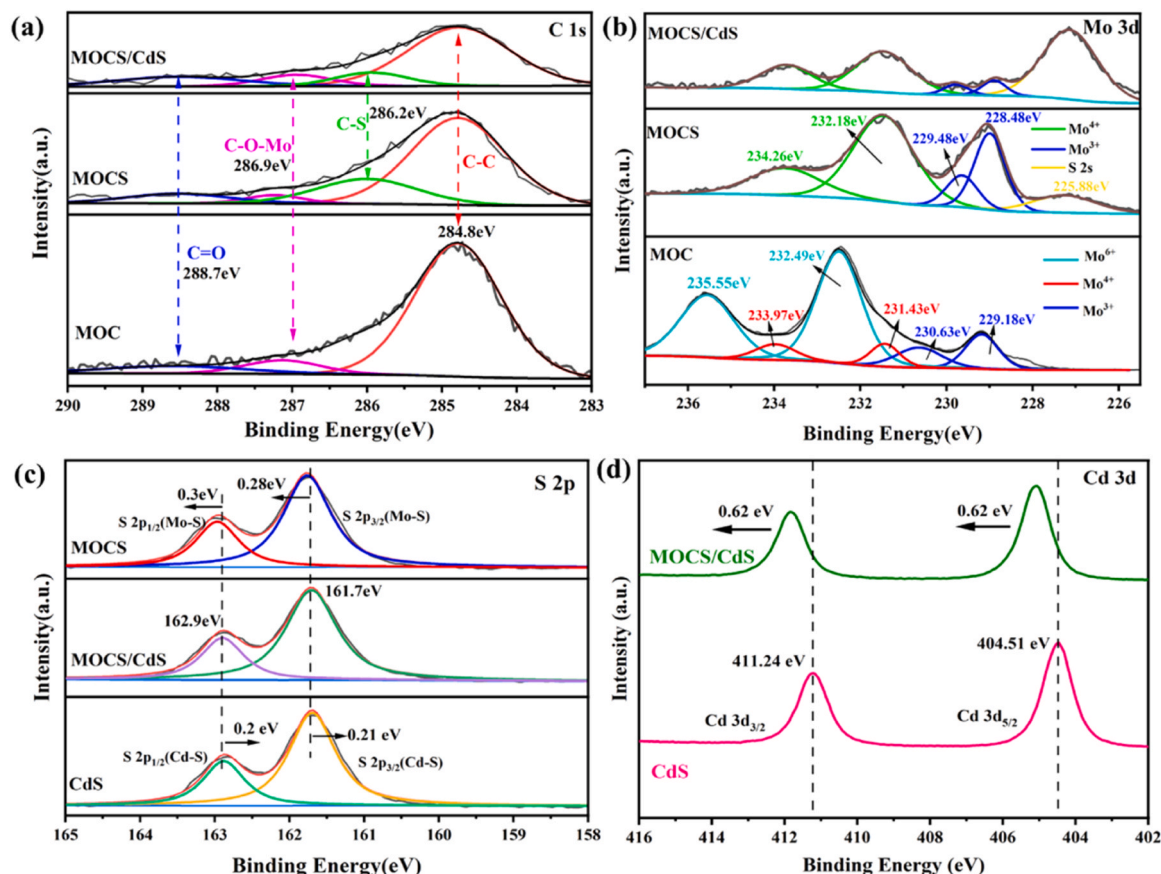 (a)
C 1s
MOCS/CdS
286.2eV
C-S
C-O-Mo
286.9eV
C-C
MOCS
284.8eV
C=O
288.7eV
MOC
Intensity(a.u.)
290 289 288 287 286 285 284 283
Binding Energy(eV)
(b)
Mo 3d
MOCS/CdS
MOCS
232.18eV
228.48eV
229.48eV
234.26eV
225.88eV
Mo4+
Mo3+
S 2s
MOC
232.49eV
235.55eV
233.97eV
231.43eV
229.18eV
230.63eV
Mo6+
Mo4+
Mo3+
Intensity(a.u.)
236 234 232 230 228 226
Binding Energy(eV)
(c)
S 2p
0.3eV
0.28eV
S 2p1/2(Mo-S)
S 2p3/2(Mo-S)
MOCS
161.7eV
162.9eV
MOCS/CdS
0.2 eV
0.21 eV
S 2p1/2(Cd-S)
S 2p3/2(Cd-S)
CdS
Intensity(a.u.)
165 164 163 162 161 160 159 158
Binding Energy(eV)
(d)
Cd 3d
0.62 eV
0.62 eV
MOCS/CdS
404.51 eV
411.24 eV
Cd 3d3/2
Cd 3d5/2
CdS
Intensity (a.u.)
416 414 412 410 408 406 404 402
Binding Energy (eV)